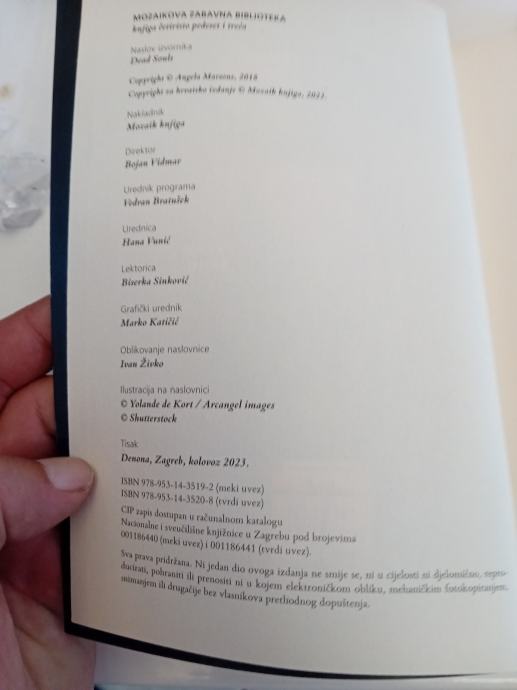 MOZAIKOVA ZABAVNA BIBLIOTEKA
knjiga četiristo pedeset i treća
Naslov izvornika
Dead Souls
Copyright © Angela Marsons, 2016
Copyright za hrvatsko izdanje © Mozaik knjiga, 2023.
Nakladnik
Mozaik knjiga
Direktor
Bojan Vidmar
Urednik programa
Vedran Bratušek
Urednica
Hana Vunić
Lektorica
Biserka Sinković
Grafički urednik
Marko Katičić
Oblikovanje naslovnice
Ivan Živko
Ilustracija na naslovnici
© Yolande de Kort / Arcangel images
© Shutterstock
Tisak
Denona, Zagreb, kolovoz 2023.
ISBN 978-953-14-3519-2 (meki uvez)
ISBN 978-953-14-3520-8 (tvrdi uvez)
CIP zapis dostupan u računalnom katalogu
Nacionalne i sveučilišne knjižnice u Zagrebu pod brojevima
001186440 (meki uvez) i 001186441 (tvrdi uvez).
Sva prava pridržana. Ni jedan dio ovoga izdanja ne smije se, ni u cijelosti ni djelomično, repro-
ducirati, pohraniti ili prenositi ni u kojem elektroničkom obliku, mehaničkim fotokopiranjem,
snimanjem ili drugačije bez vlasnikova prethodnog dopuštenja.